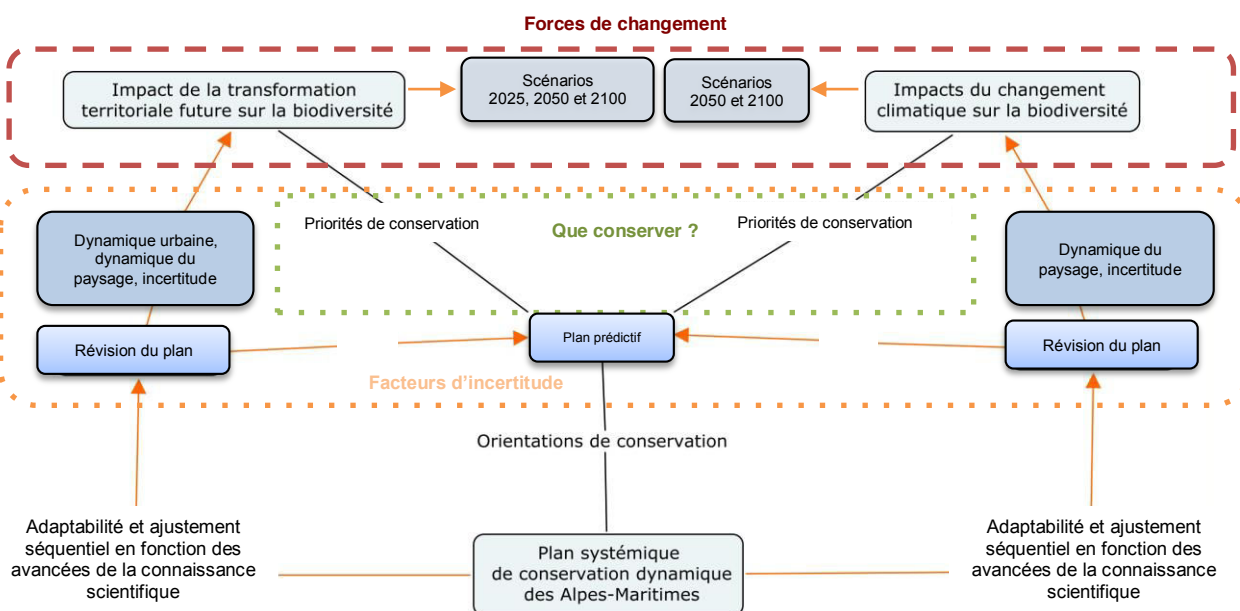 Forces de changement
Impact de la transformation
territoriale future sur la biodiversité
Scénarios
2025, 2050 et 2100
Scénarios
2050 et 2100
Impacts du changement
climatique sur la biodiversité
Priorités de conservation
Que conserver ?
Priorités de conservation
Dynamique urbaine,
dynamique du
paysage, incertitude
Dynamique du
paysage, incertitude
Révision du plan
Plan prédictif
Révision du plan
Facteurs d'incertitude
Orientations de conservation
Adaptabilité et ajustement
séquentiel en fonction des
avancées de la connaissance
scientifique
Plan systémique
de conservation dynamique
des Alpes-Maritimes
Adaptabilité et ajustement
séquentiel en fonction des
avancées de la connaissance
scientifique